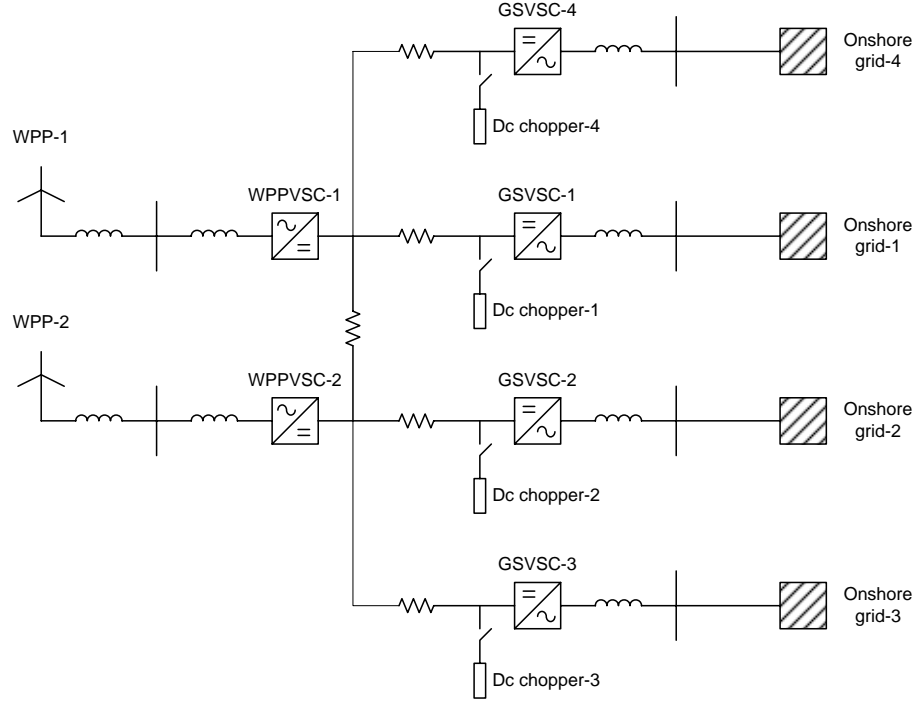 GSVSC-4
Onshore
grid-4
Dc chopper-4
WPP-1
WPPVSC-1
GSVSC-1
Onshore
grid-1
Dc chopper-1
WPP-2
WPPVSC-2
GSVSC-2
Onshore
grid-2
Dc chopper-2
GSVSC-3
Onshore
grid-3
Dc chopper-3